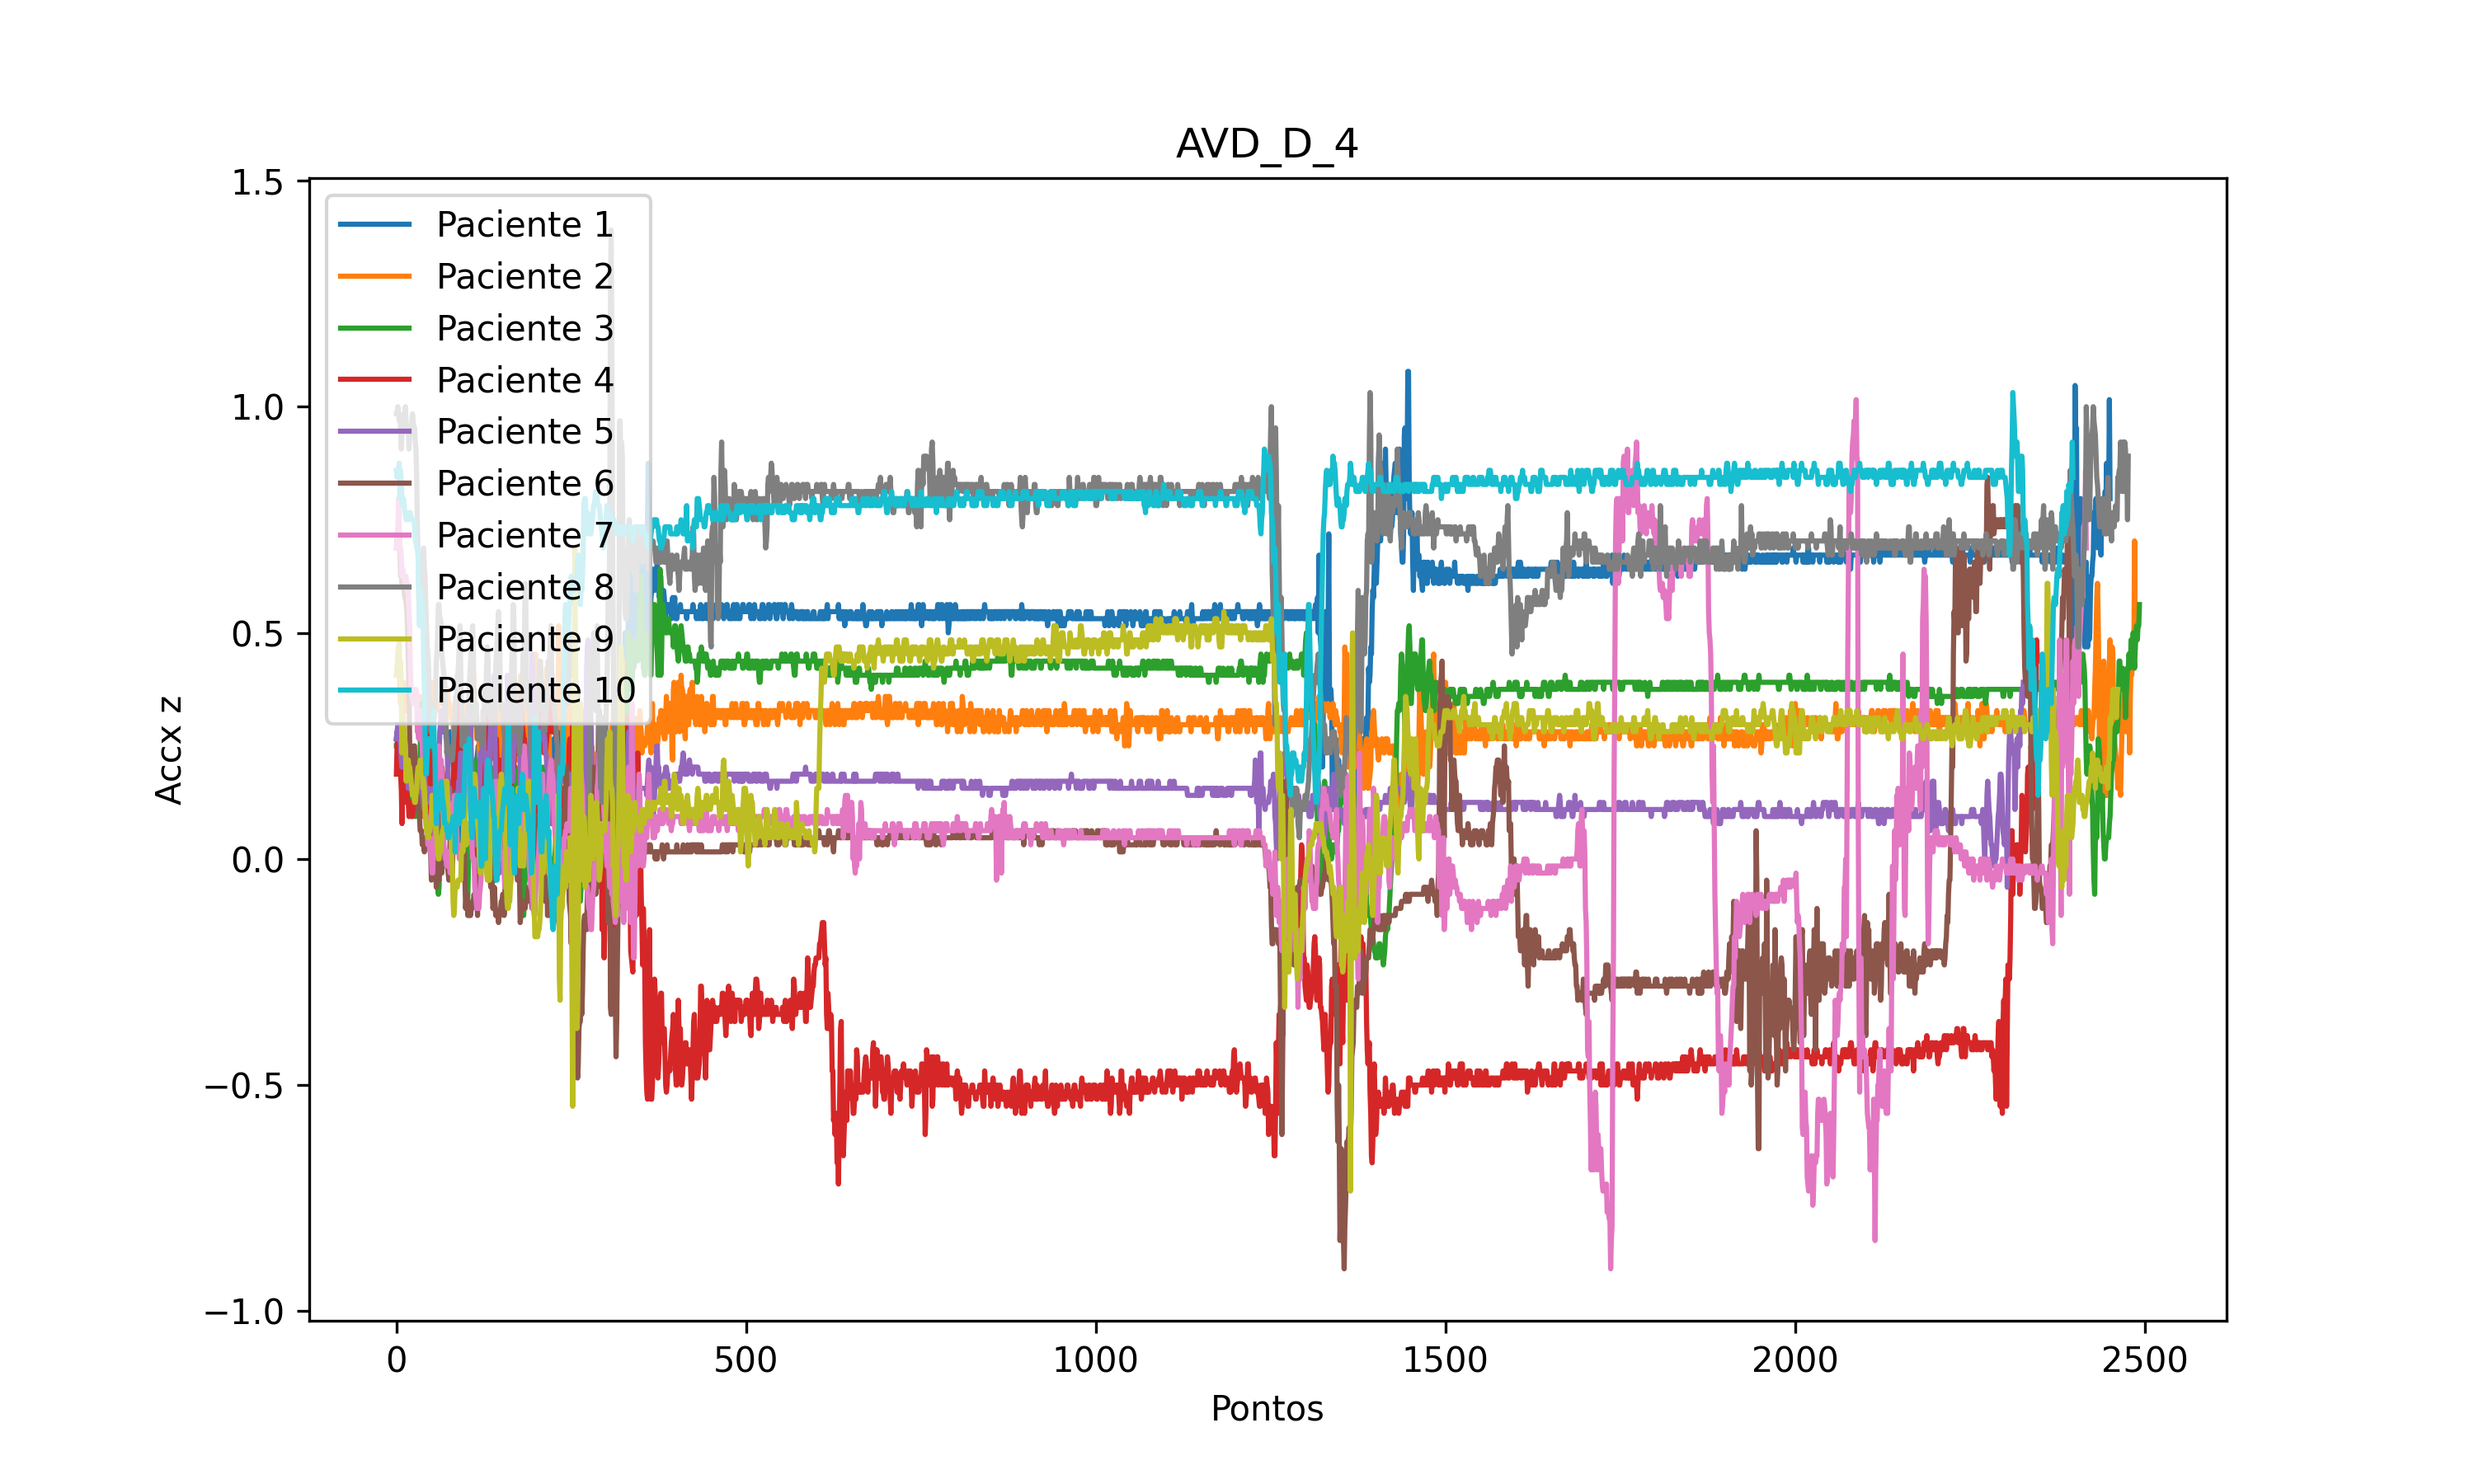 AVD_D_4
1.5
1.0
0.5
0.0
−0.5
−1.0
Accx z
Paciente 1
Paciente 2
Paciente 3
Paciente 4
Paciente 5
Paciente 6
Paciente 7
Paciente 8
Paciente 9
Paciente 10
0 500 1000 1500 2000 2500
Pontos